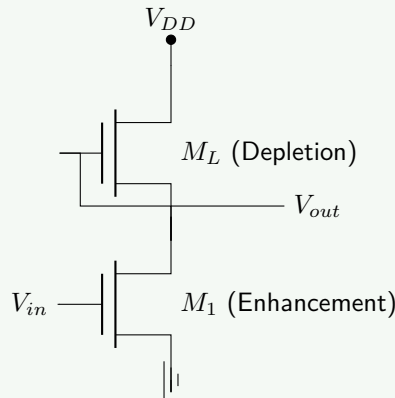 V_{DD}
M_L (Depletion)
V_{out}
V_{in}
M_1 (Enhancement)